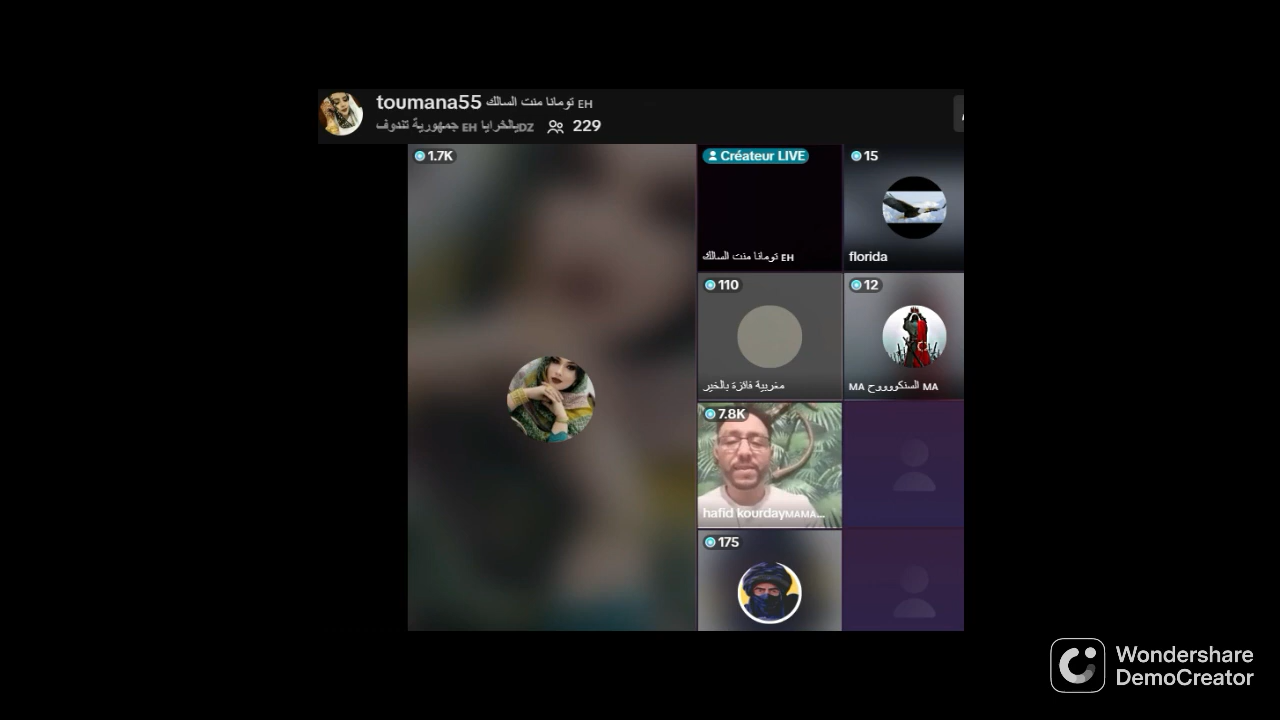 toumana55 تومانا منت السالك EH
جمهورية تندوف EH بالخرايا DZ 229
1.7K
Créateur LIVE
تومانا منت السالك EH
15
florida
110
مغربية فائزة بالخير
12
MA السنكوووح MA
7.8K
hafid kourdayMAMA...
175
Wondershare
DemoCreator